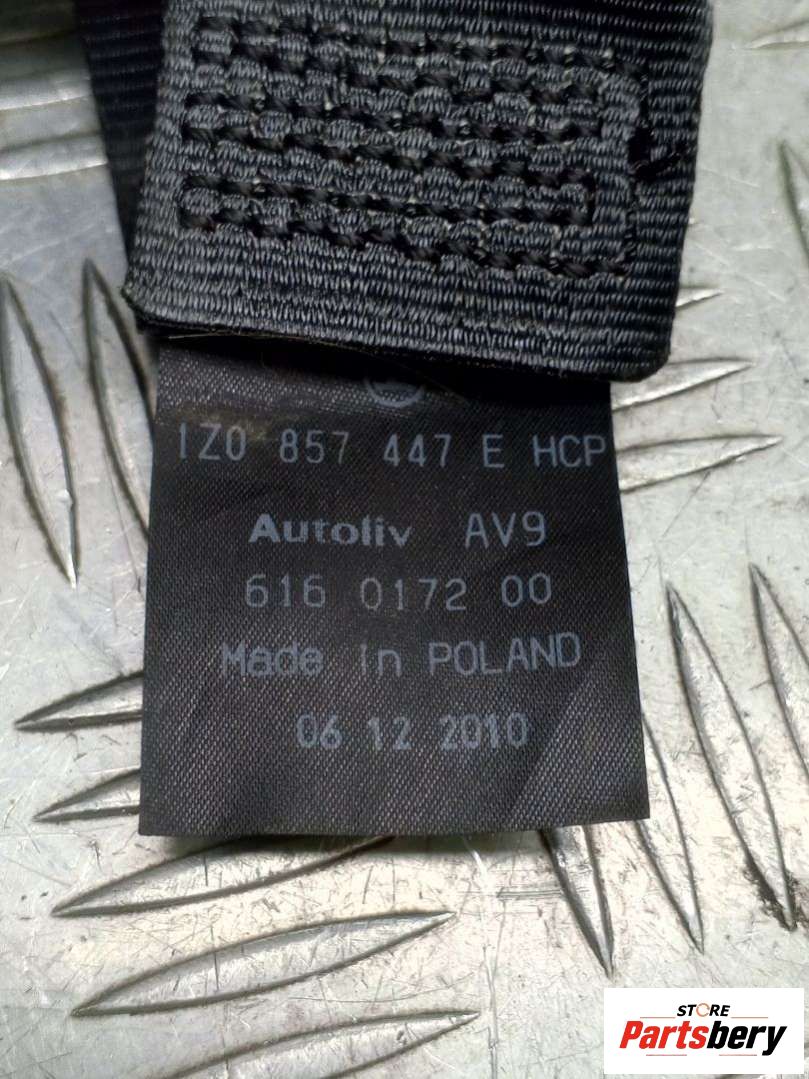 1Z0 857 447 E HCP
Autoliv AV9
616 0172 00
Made in POLAND
06 12 2010
STORE
Partsbery